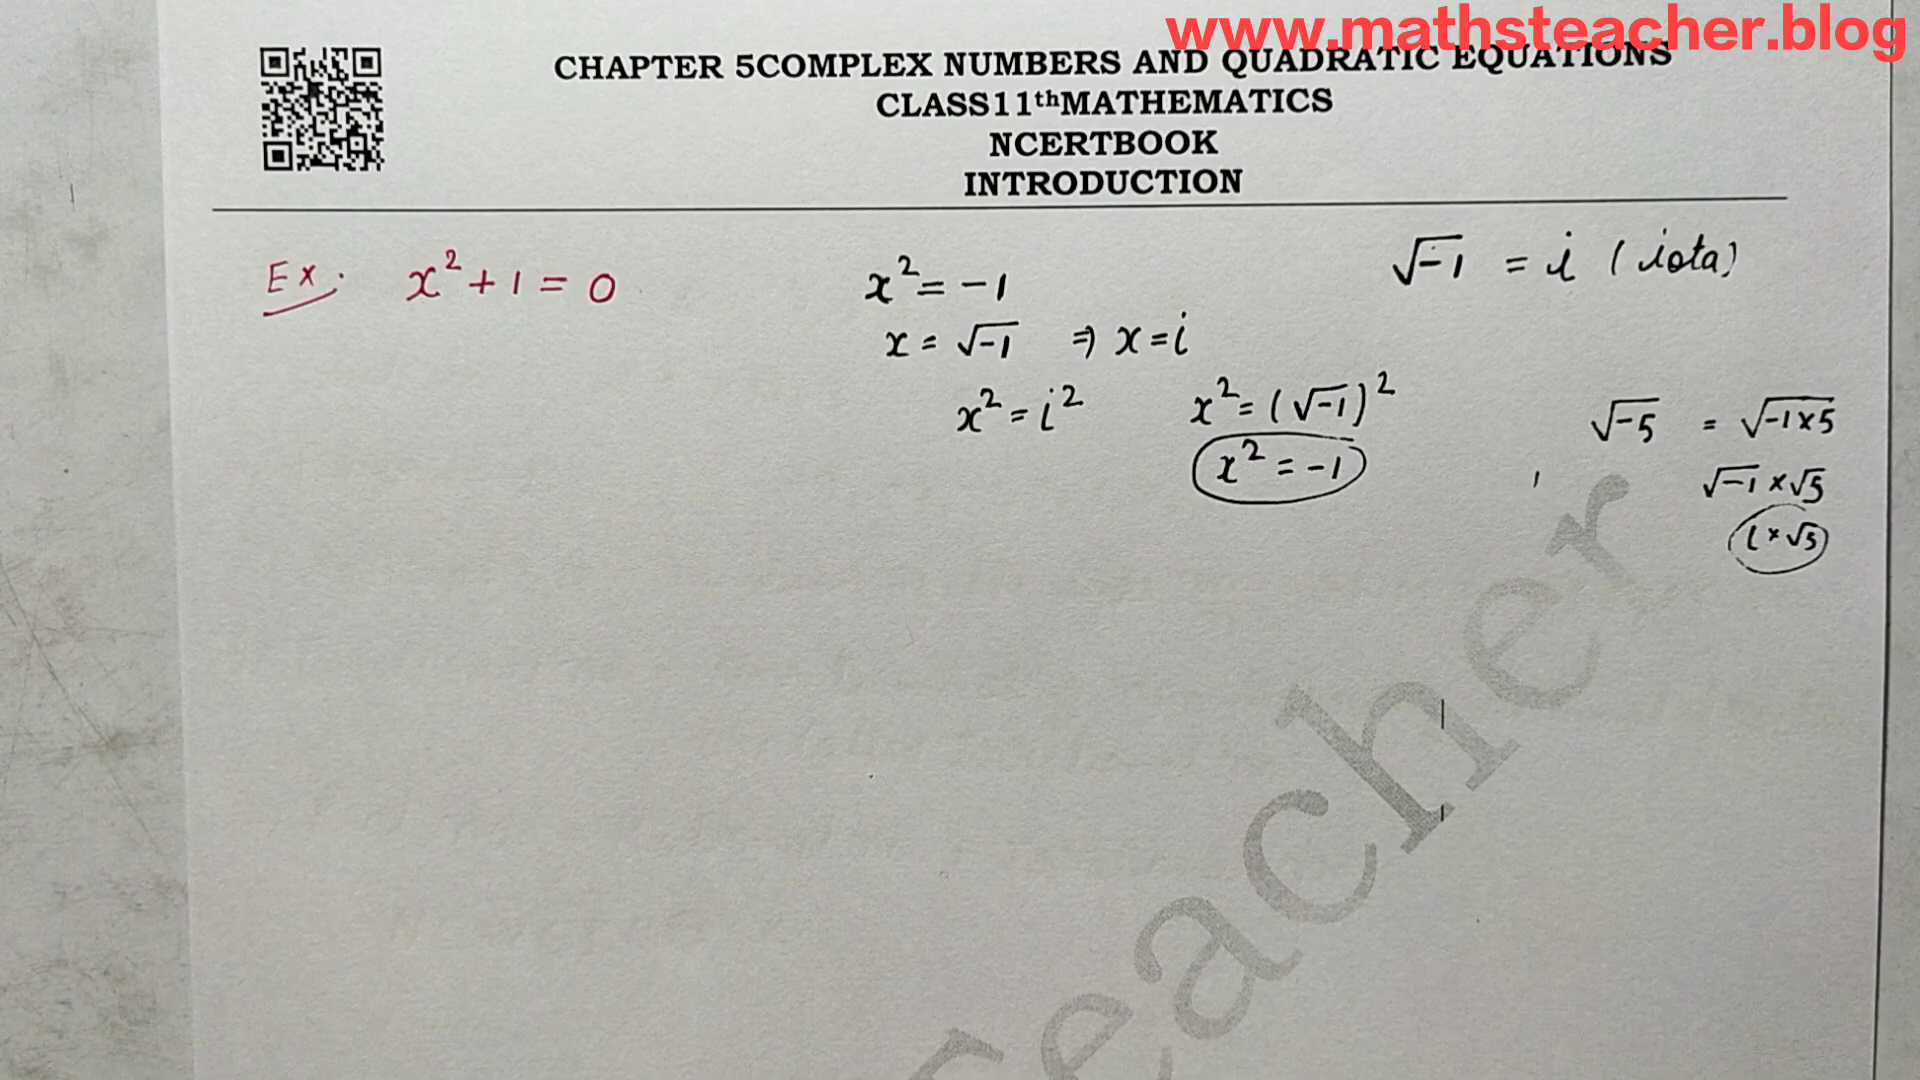 www.mathsteacher.blog
CHAPTER 5COMPLEX NUMBERS AND QUADRATIC EQUATIONS
CLASS11ᵗʰMATHEMATICS
NCERTBOOK
INTRODUCTION
Ex. x² + 1 = 0
x² = -1
x = √-1 ⇒ x = i
x² = i²
x² = (√-1)²
x² = -1
√-1 = i (iota)
√-5 = √-1×5
√-1 × √5
i × √5
teacher